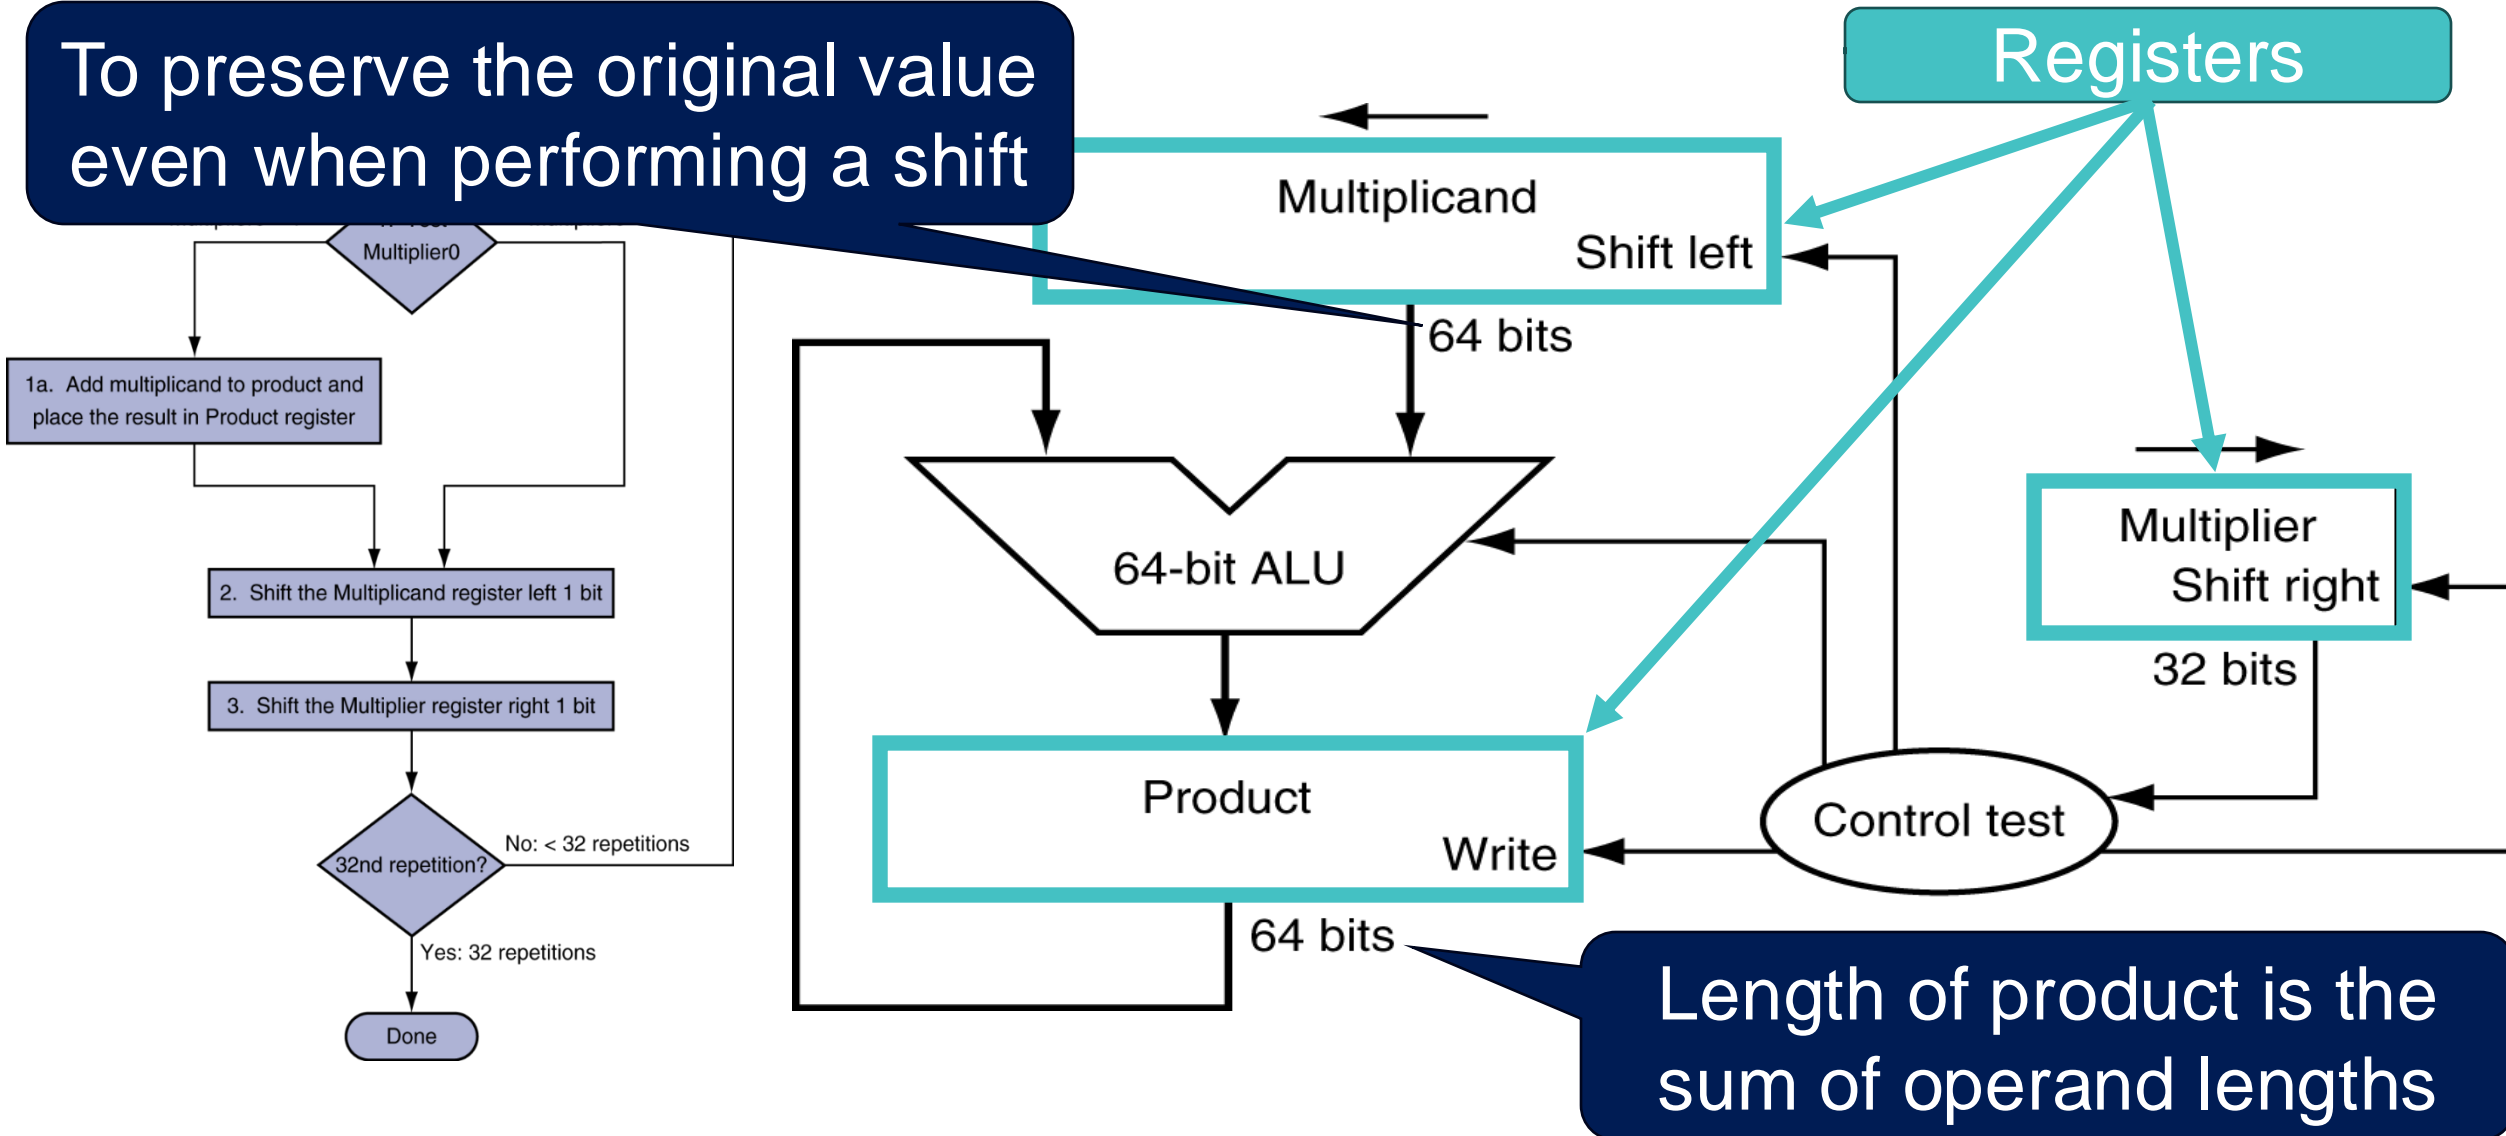 To preserve the original value
even when performing a shift
Registers
Multiplicand
Shift left
64 bits
Multiplier0
1a. Add multiplicand to product and
place the result in Product register
2. Shift the Multiplicand register left 1 bit
3. Shift the Multiplier register right 1 bit
32nd repetition?
No: < 32 repetitions
Yes: 32 repetitions
Done
64-bit ALU
Multiplier
Shift right
32 bits
Product
Write
Control test
64 bits
Length of product is the
sum of operand lengths